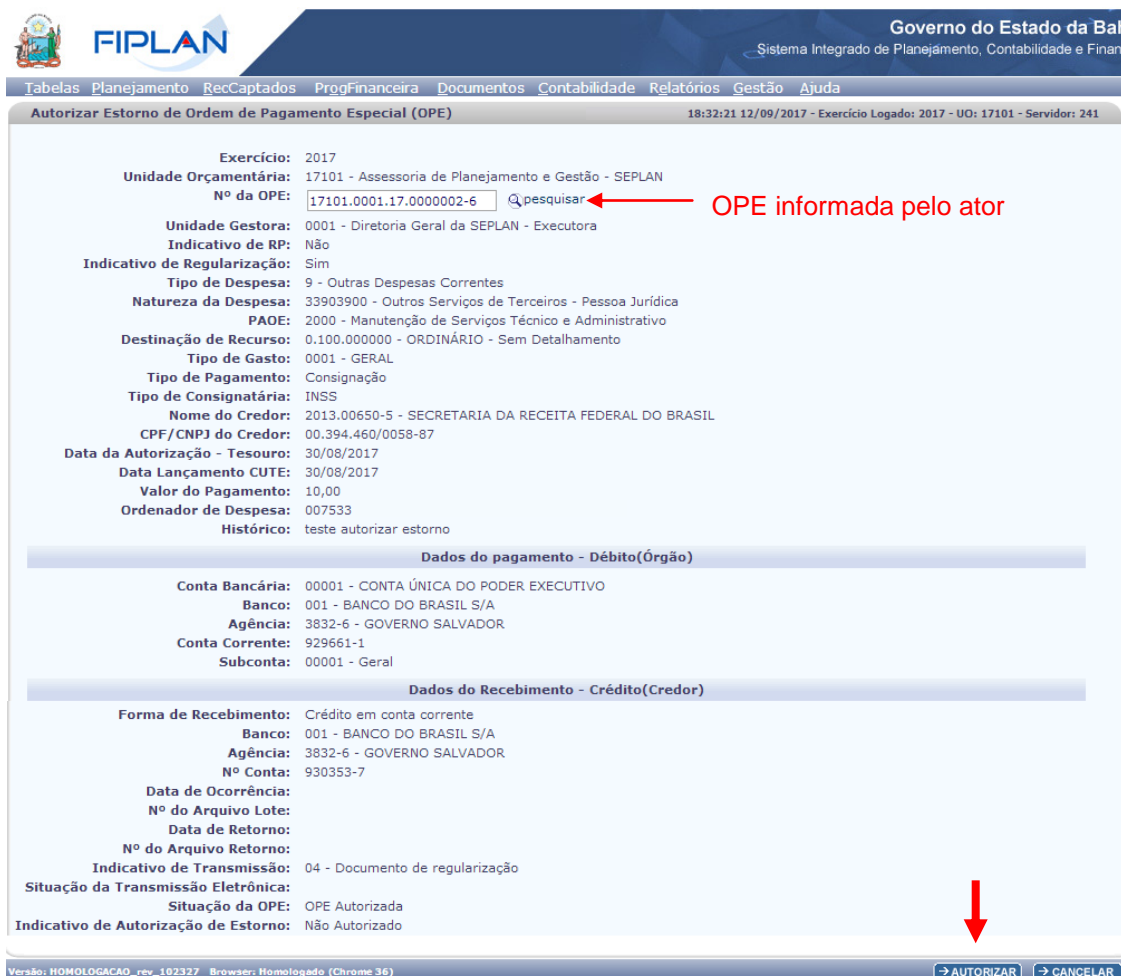 FIPLAN
Governo do Estado da Bah
Sistema Integrado de Planejamento, Contabilidade e Finan
Tabelas Planejamento RecCaptados ProgFinanceira Documentos Contabilidade Relatórios Gestão Ajuda
Autorizar Estorno de Ordem de Pagamento Especial (OPE) 18:32:21 12/09/2017 - Exercício Logado: 2017 - UO: 17101 - Servidor: 241
Exercício: 2017
Unidade Orçamentária: 17101 - Assessoria de Planejamento e Gestão - SEPLAN
Nº da OPE: 17101.0001.17.0000002-6 pesquisar OPE informada pelo ator
Unidade Gestora: 0001 - Diretoria Geral da SEPLAN - Executora
Indicativo de RP: Não
Indicativo de Regularização: Sim
Tipo de Despesa: 9 - Outras Despesas Correntes
Natureza da Despesa: 33903900 - Outros Serviços de Terceiros - Pessoa Jurídica
PAOE: 2000 - Manutenção de Serviços Técnico e Administrativo
Destinação de Recurso: 0.100.000000 - ORDINÁRIO - Sem Detalhamento
Tipo de Gasto: 0001 - GERAL
Tipo de Pagamento: Consignação
Tipo de Consignatária: INSS
Nome do Credor: 2013.00650-5 - SECRETARIA DA RECEITA FEDERAL DO BRASIL
CPF/CNPJ do Credor: 00.394.460/0058-87
Data da Autorização - Tesouro: 30/08/2017
Data Lançamento CUTE: 30/08/2017
Valor do Pagamento: 10,00
Ordenador de Despesa: 007533
Histórico: teste autorizar estorno
Dados do pagamento - Débito(Órgão)
Conta Bancária: 00001 - CONTA ÚNICA DO PODER EXECUTIVO
Banco: 001 - BANCO DO BRASIL S/A
Agência: 3832-6 - GOVERNO SALVADOR
Conta Corrente: 929661-1
Subconta: 00001 - Geral
Dados do Recebimento - Crédito(Credor)
Forma de Recebimento: Crédito em conta corrente
Banco: 001 - BANCO DO BRASIL S/A
Agência: 3832-6 - GOVERNO SALVADOR
Nº Conta: 930353-7
Data de Ocorrência:
Nº do Arquivo Lote:
Data de Retorno:
Nº do Arquivo Retorno:
Indicativo de Transmissão: 04 - Documento de regularização
Situação da Transmissão Eletrônica:
Situação da OPE: OPE Autorizada
Indicativo de Autorização de Estorno: Não Autorizado
Versão: HOMOLOGACAO_rev_102327 Browser: Homologado (Chrome 36) AUTORIZAR CANCELAR